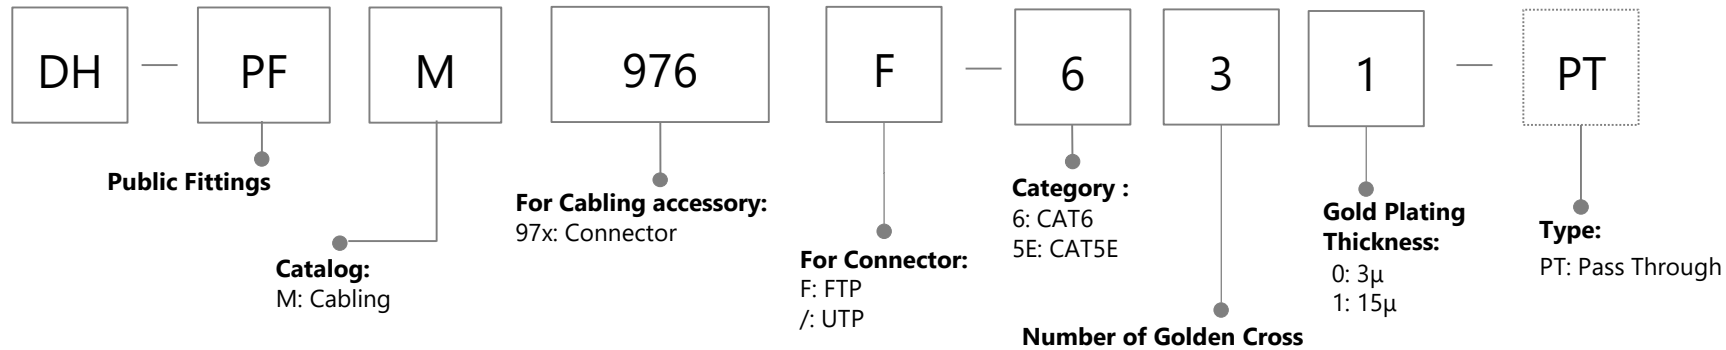 DH — PF M 976 F — 6 3 1 — PT
Public Fittings
Catalog:
M: Cabling
For Cabling accessory:
97x: Connector
For Connector:
F: FTP
/: UTP
Category :
6: CAT6
5E: CAT5E
Number of Golden Cross
Gold Plating
Thickness:
0: 3μ
1: 15μ
Type:
PT: Pass Through